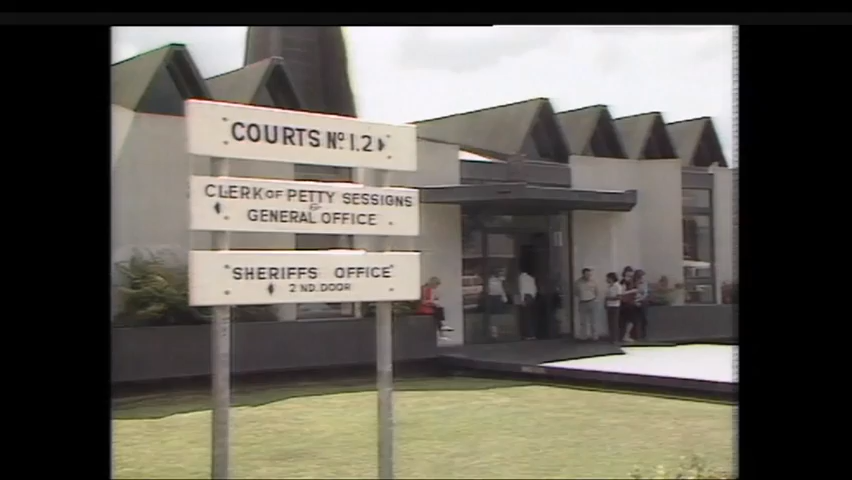 COURTS Nº 1.2
CLERK OF PETTY SESSIONS
&
GENERAL OFFICE
SHERIFFS OFFICE
2 ND. DOOR